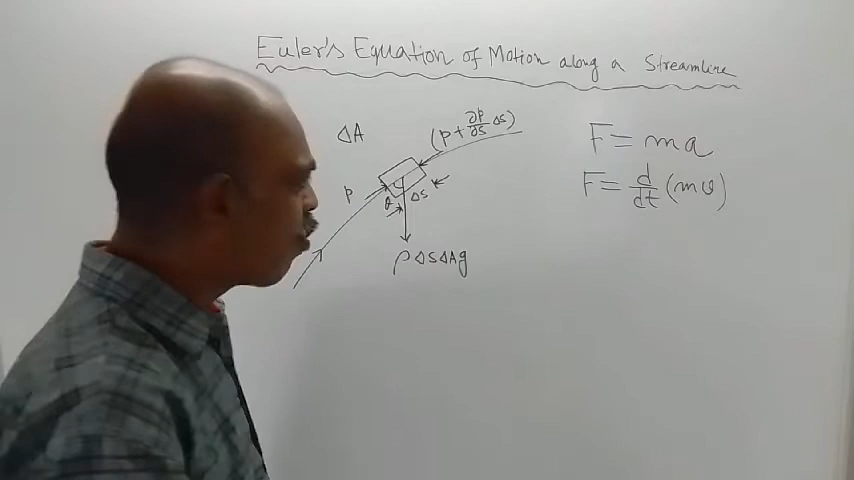 Euler's Equation of Motion along a Streamline
ΔA
(p + ∂p/∂s Δs)
F = ma
F = d/dt (mv)
p
θ
Δs
ρΔsΔAg